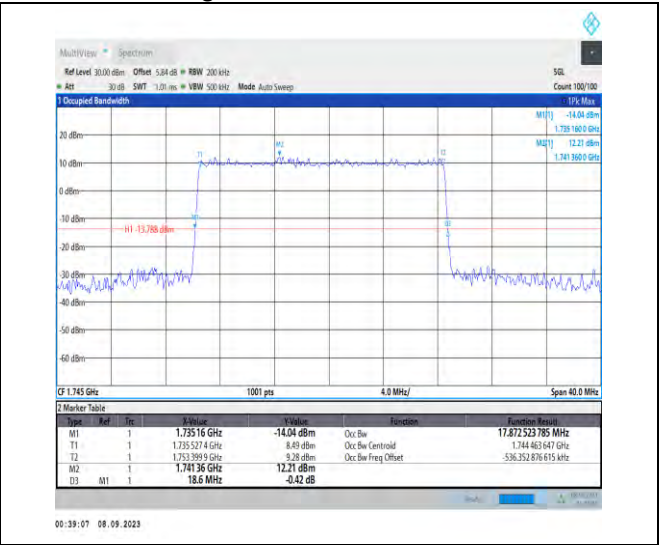 MultiView Spectrum
Ref Level 30.00 dBm Offset 5.84 dB RBW 200 kHz SGL
Att 30 dB SWT 1.01 ms VBW 500 kHz Mode Auto Sweep Count 100/100
1 Occupied Bandwidth 1Pk Max
M1[1] -14.04 dBm
1.735 160 0 GHz
20 dBm
M2[1] 12.21 dBm
1.741 360 0 GHz
M2
T1
T2
10 dBm
0 dBm
-10 dBm
H1 -13.788 dBm
-20 dBm
-30 dBm
-40 dBm
-50 dBm
-60 dBm
CF 1.745 GHz 1001 pts 4.0 MHz/ Span 40.0 MHz
2 Marker Table
Type Ref Trc X-Value Y-Value Function Function Result
M1 1 1.735 16 GHz -14.04 dBm Occ Bw 17.872 523 785 MHz
T1 1 1.735 527 4 GHz 8.49 dBm Occ Bw Centroid 1.744 463 647 GHz
T2 1 1.753 399 9 GHz 9.28 dBm Occ Bw Freq Offset -536.352 876 615 kHz
M2 1 1.741 36 GHz 12.21 dBm
D3 M1 1 18.6 MHz -0.42 dB
00:39:07 08.09.2023